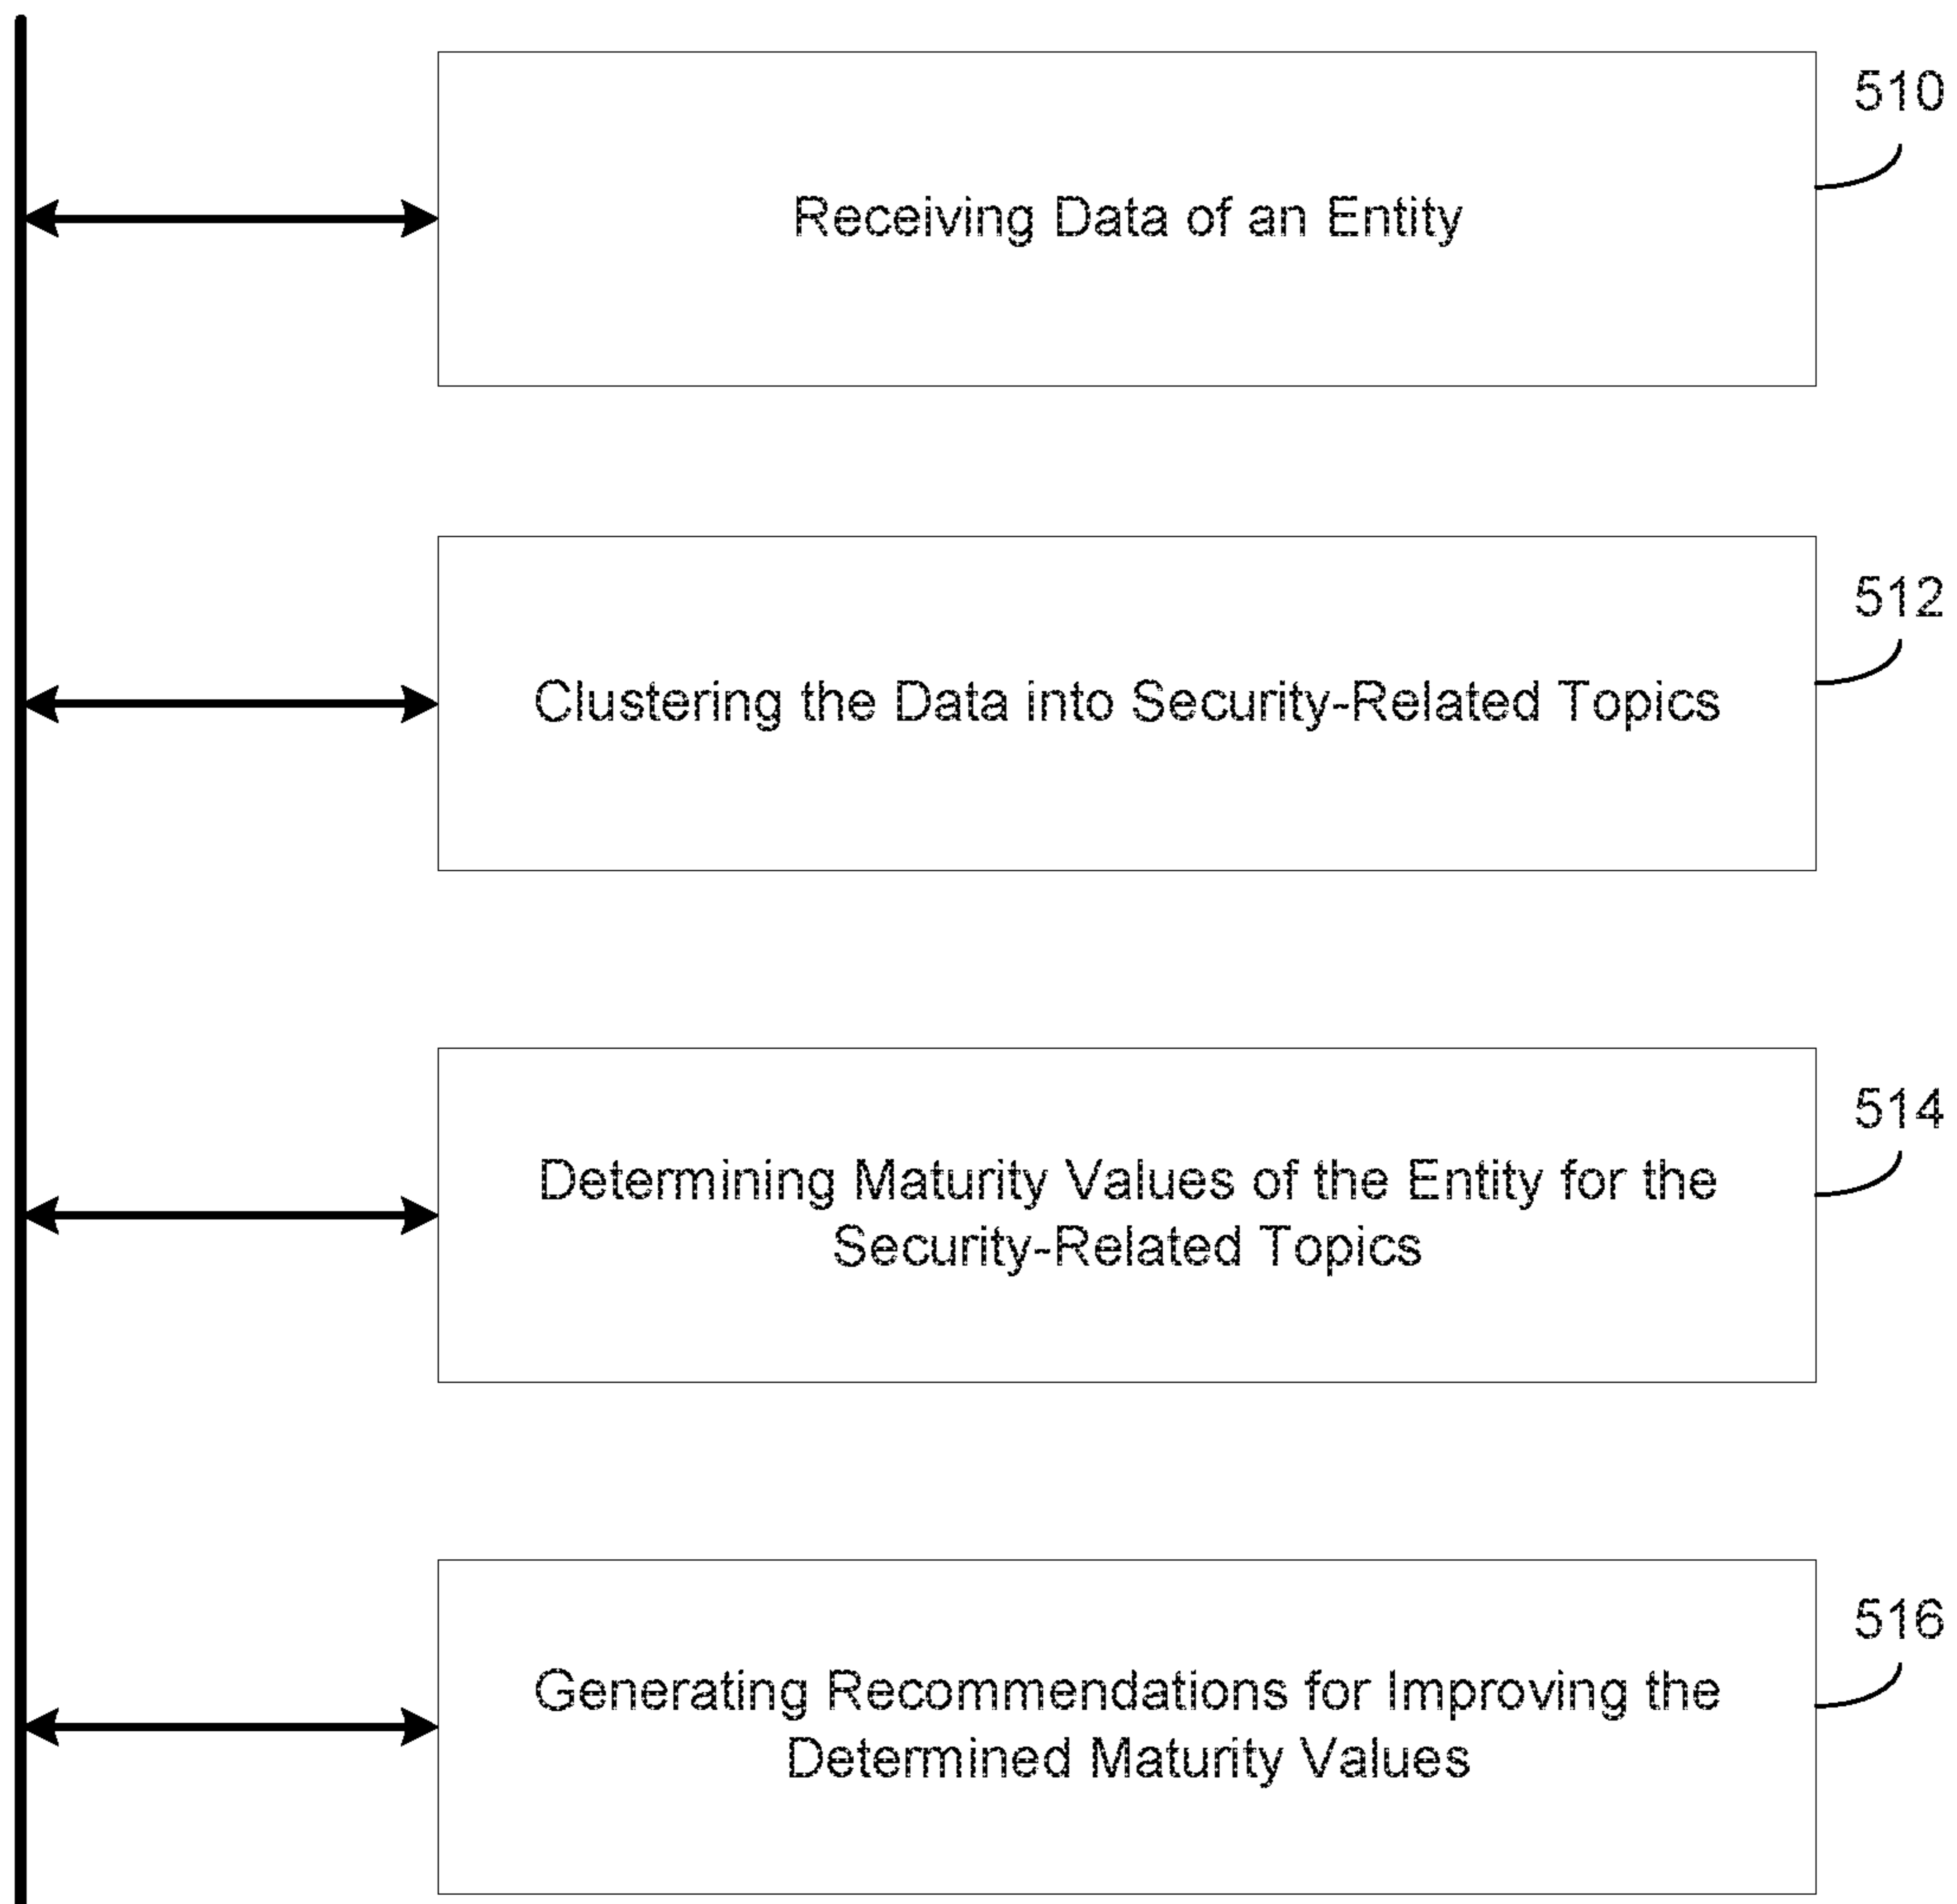 510
Receiving Data of an Entity
512
Clustering the Data into Security-Related Topics
514
Determining Maturity Values of the Entity for the
Security-Related Topics
516
Generating Recommendations for Improving the
Determined Maturity Values